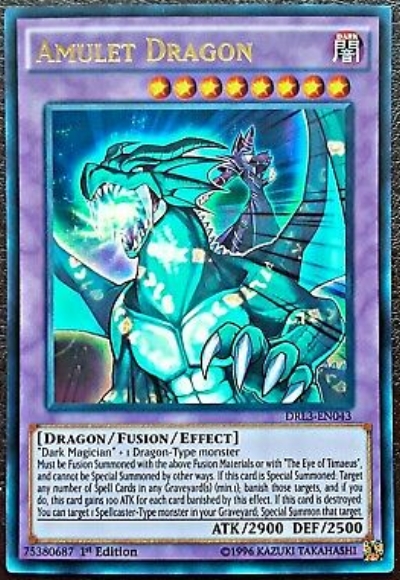 AMULET DRAGON
DARK
闇
DRL3-EN043
[DRAGON/FUSION/EFFECT]
"Dark Magician" + 1 Dragon-Type monster
Must be Fusion Summoned with the above Fusion Materials or with "The Eye of Timaeus",
and cannot be Special Summoned by other ways. If this card is Special Summoned: Target
any number of Spell Cards in any Graveyard(s) (min 1); banish those targets, and if you
do, this card gains 100 ATK for each card banished by this effect. If this card is destroyed:
You can target 1 Spellcaster-Type monster in your Graveyard; Special Summon that target.
ATK/2900 DEF/2500
75380687 1st Edition ©1996 KAZUKI TAKAHASHI